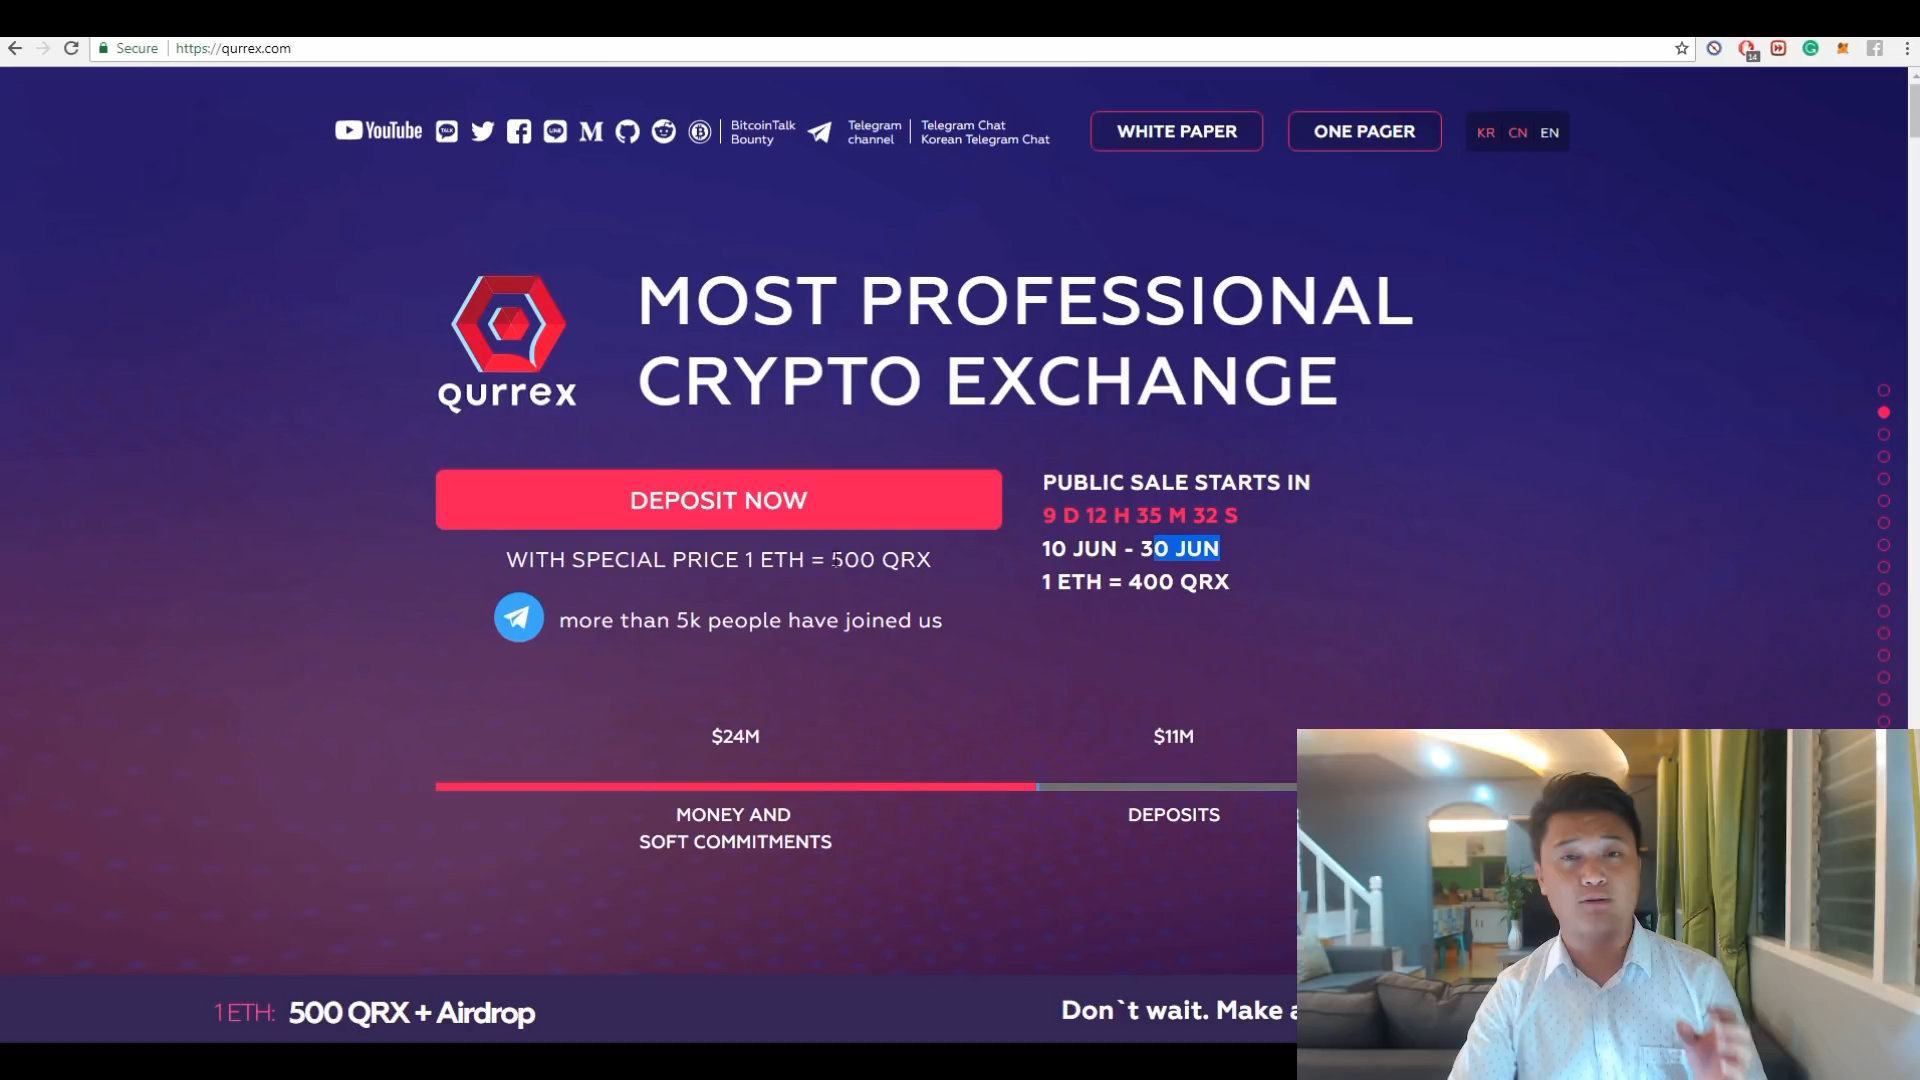 Secure https://qurrex.com
14
YouTube
TALK
LINE
BitcoinTalk
Bounty
Telegram
channel
Telegram Chat
Korean Telegram Chat
WHITE PAPER
ONE PAGER
KR CN EN
qurrex
MOST PROFESSIONAL
CRYPTO EXCHANGE
DEPOSIT NOW
WITH SPECIAL PRICE 1 ETH = 500 QRX
more than 5k people have joined us
PUBLIC SALE STARTS IN
9 D 12 H 35 M 32 S
10 JUN - 30 JUN
1 ETH = 400 QRX
$24M
$11M
MONEY AND
SOFT COMMITMENTS
DEPOSITS
1 ETH: 500 QRX + Airdrop
Don`t wait. Make a